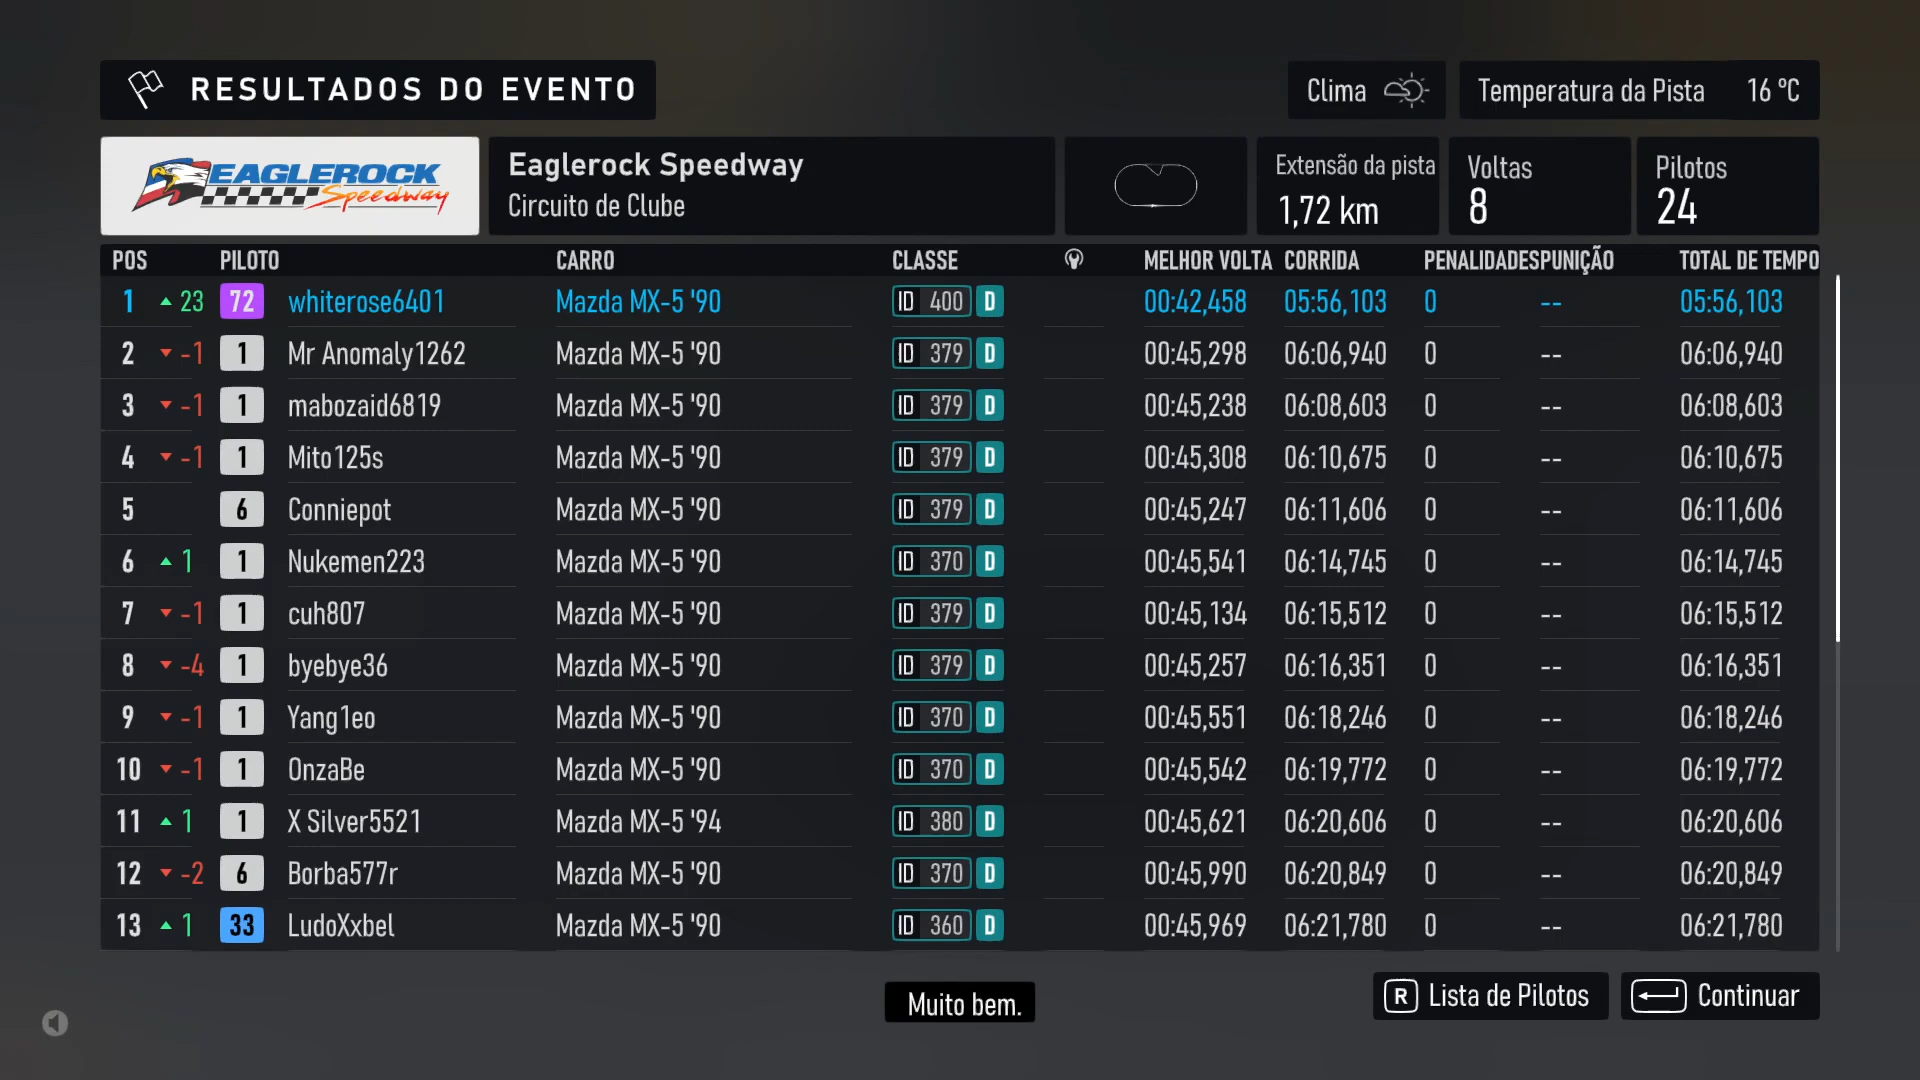 RESULTADOS DO EVENTO
Clima
Temperatura da Pista 16 ºC
EAGLEROCK
Speedway
Eaglerock Speedway
Circuito de Clube
Extensão da pista
1,72 km
Voltas
8
Pilotos
24
POS PILOTO CARRO CLASSE MELHOR VOLTA CORRIDA PENALIDADES PUNIÇÃO TOTAL DE TEMPO
1 ▲ 23 72 whiterose6401 Mazda MX-5 '90 ID 400 D 00:42,458 05:56,103 0 -- 05:56,103
2 ▼ -1 1 Mr Anomaly1262 Mazda MX-5 '90 ID 379 D 00:45,298 06:06,940 0 -- 06:06,940
3 ▼ -1 1 mabozaid6819 Mazda MX-5 '90 ID 379 D 00:45,238 06:08,603 0 -- 06:08,603
4 ▼ -1 1 Mito125s Mazda MX-5 '90 ID 379 D 00:45,308 06:10,675 0 -- 06:10,675
5 6 Conniepot Mazda MX-5 '90 ID 379 D 00:45,247 06:11,606 0 -- 06:11,606
6 ▲ 1 1 Nukemen223 Mazda MX-5 '90 ID 370 D 00:45,541 06:14,745 0 -- 06:14,745
7 ▼ -1 1 cuh807 Mazda MX-5 '90 ID 379 D 00:45,134 06:15,512 0 -- 06:15,512
8 ▼ -4 1 byebye36 Mazda MX-5 '90 ID 379 D 00:45,257 06:16,351 0 -- 06:16,351
9 ▼ -1 1 Yang1eo Mazda MX-5 '90 ID 370 D 00:45,551 06:18,246 0 -- 06:18,246
10 ▼ -1 1 OnzaBe Mazda MX-5 '90 ID 370 D 00:45,542 06:19,772 0 -- 06:19,772
11 ▲ 1 1 X Silver5521 Mazda MX-5 '94 ID 380 D 00:45,621 06:20,606 0 -- 06:20,606
12 ▼ -2 6 Borba577r Mazda MX-5 '90 ID 370 D 00:45,990 06:20,849 0 -- 06:20,849
13 ▲ 1 33 LudoXxbel Mazda MX-5 '90 ID 360 D 00:45,969 06:21,780 0 -- 06:21,780
Muito bem.
R Lista de Pilotos
Continuar